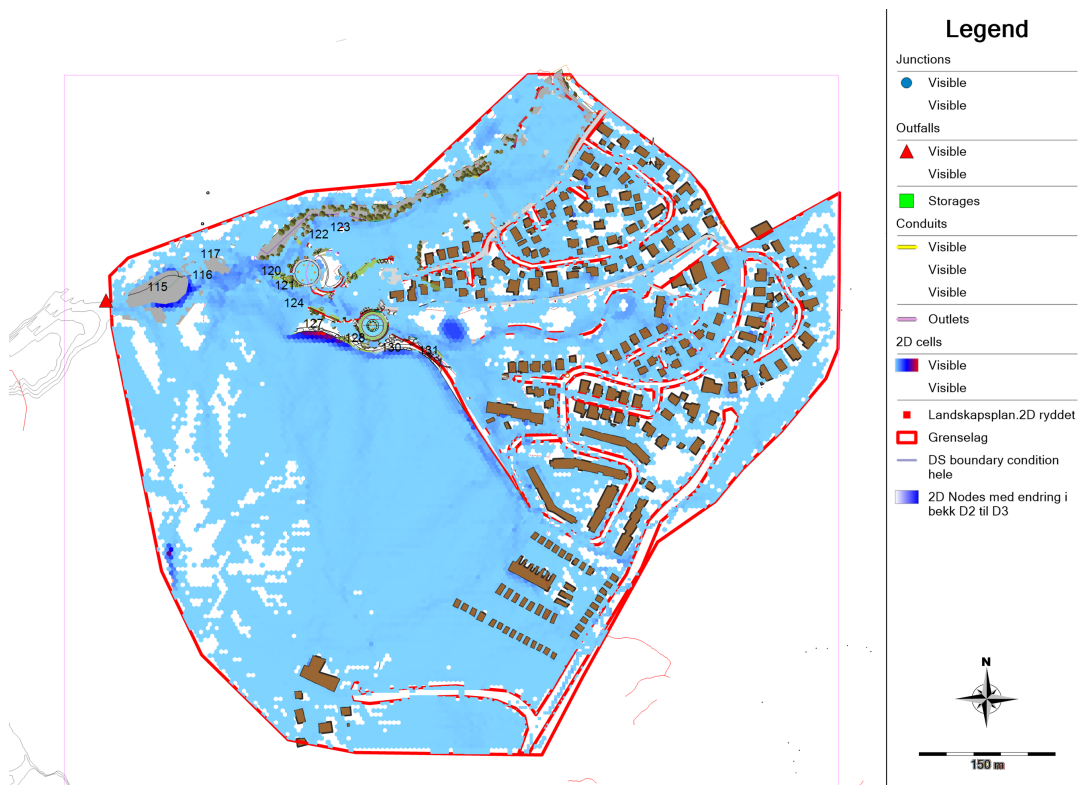 Legend
Junctions
Visible
Visible
Outfalls
Visible
Visible
Storages
Conduits
Visible
Visible
Visible
Outlets
2D cells
Visible
Visible
Landskapsplan.2D ryddet
Grenselag
DS boundary condition
hele
2D Nodes med endring i
bekk D2 til D3
N
150 m
123
122
117
120
116
121
115
124
127
128
130
131